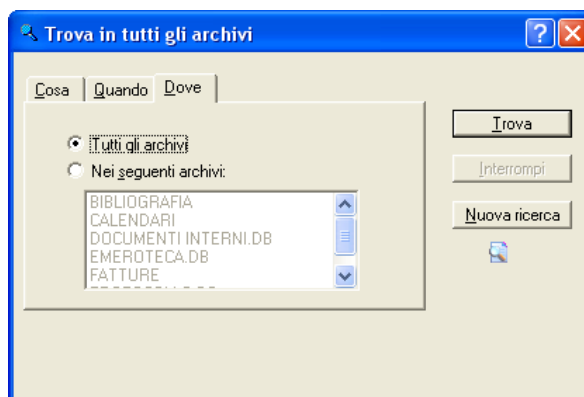 Trova in tutti gli archivi
Cosa Quando Dove
Tutti gli archivi
Nei seguenti archivi:
BIBLIOGRAFIA
CALENDARI
DOCUMENTI INTERNI.DB
EMEROTECA.DB
FATTURE
Trova
Interrompi
Nuova ricerca